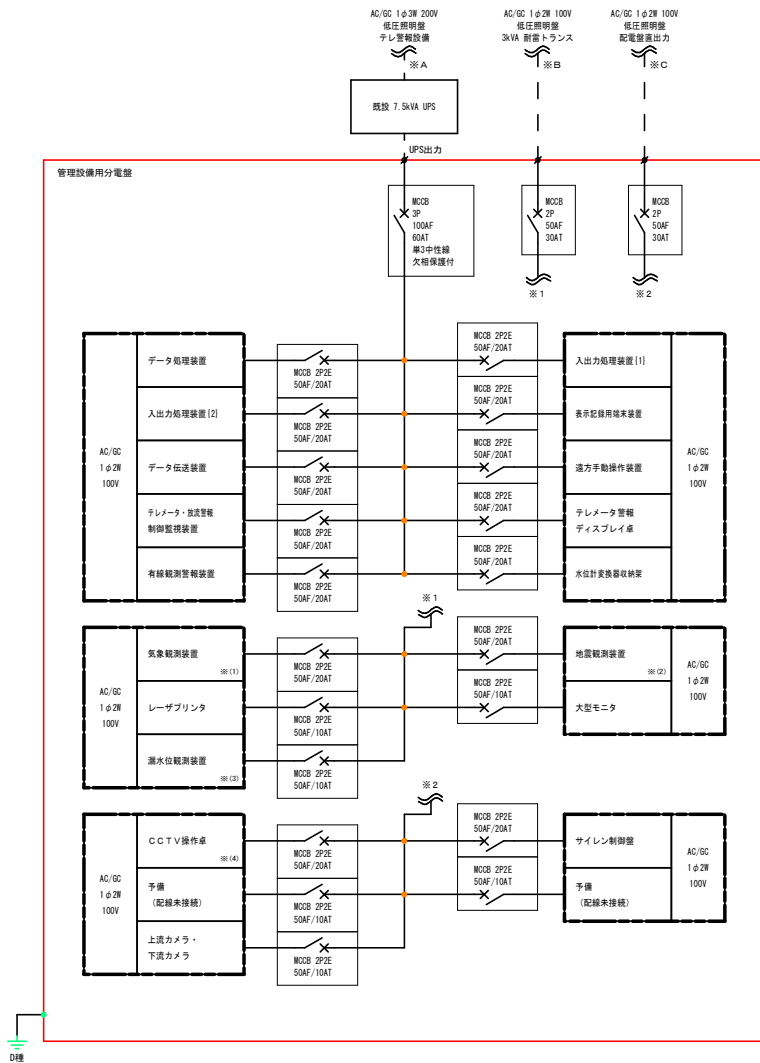 AC/GC 1φ3W 200V
低圧照明盤
テレ警報設備
※A
AC/GC 1φ2W 100V
低圧照明盤
3kVA 耐雷トランス
※B
AC/GC 1φ2W 100V
低圧照明盤
配電盤直出力
※C
既設 7.5kVA UPS
UPS出力
管理設備用分電盤
MCCB
3P
100AF
60AT
単3中性線
欠相保護付
MCCB
2P
50AF
30AT
※1
MCCB
2P
50AF
30AT
※2
AC/GC
1φ2W
100V
データ処理装置
MCCB 2P2E
50AF/20AT
入出力処理装置[2]
MCCB 2P2E
50AF/20AT
データ伝送装置
MCCB 2P2E
50AF/20AT
テレメータ・放流警報
制御監視装置
MCCB 2P2E
50AF/20AT
有線観測警報装置
MCCB 2P2E
50AF/20AT
MCCB 2P2E
50AF/20AT
入出力処理装置[1]
MCCB 2P2E
50AF/20AT
表示記録用端末装置
MCCB 2P2E
50AF/20AT
遠方手動操作装置
MCCB 2P2E
50AF/20AT
テレメータ警報
ディスプレイ卓
MCCB 2P2E
50AF/20AT
水位計変換器収納架
AC/GC
1φ2W
100V
※1
AC/GC
1φ2W
100V
気象観測装置
※(1)
MCCB 2P2E
50AF/20AT
レーザプリンタ
MCCB 2P2E
50AF/10AT
漏水位観測装置
※(3)
MCCB 2P2E
50AF/10AT
MCCB 2P2E
50AF/20AT
地震観測装置
※(2)
MCCB 2P2E
50AF/10AT
大型モニタ
AC/GC
1φ2W
100V
※2
AC/GC
1φ2W
100V
CCTV操作卓
※(4)
MCCB 2P2E
50AF/20AT
予備
(配線未接続)
MCCB 2P2E
50AF/10AT
上流カメラ・
下流カメラ
MCCB 2P2E
50AF/10AT
MCCB 2P2E
50AF/20AT
サイレン制御盤
MCCB 2P2E
50AF/10AT
予備
(配線未接続)
AC/GC
1φ2W
100V
D種